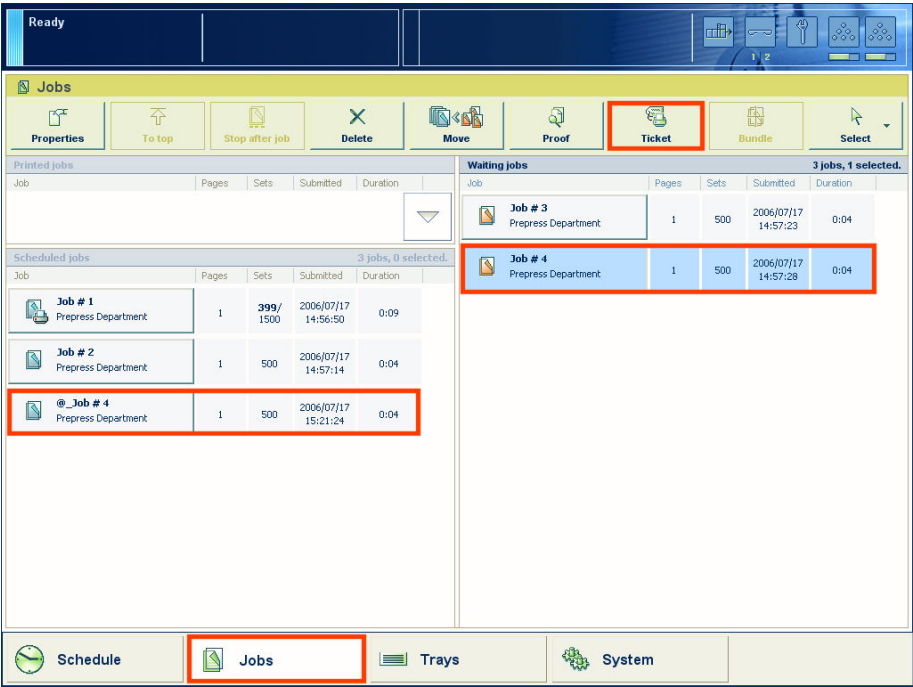 Ready
1 2
Jobs
Properties
To top
Stop after job
Delete
Move
Proof
Ticket
Bundle
Select
Printed jobs
Job Pages Sets Submitted Duration
Scheduled jobs 3 jobs, 0 selected.
Job Pages Sets Submitted Duration
Job # 1
Prepress Department
1
399/
1500
2006/07/17
14:56:50
0:09
Job # 2
Prepress Department
1
500
2006/07/17
14:57:14
0:04
@_Job # 4
Prepress Department
1
500
2006/07/17
15:21:24
0:04
Waiting jobs 3 jobs, 1 selected.
Job Pages Sets Submitted Duration
Job # 3
Prepress Department
1
500
2006/07/17
14:57:23
0:04
Job # 4
Prepress Department
1
500
2006/07/17
14:57:28
0:04
Schedule
Jobs
Trays
System